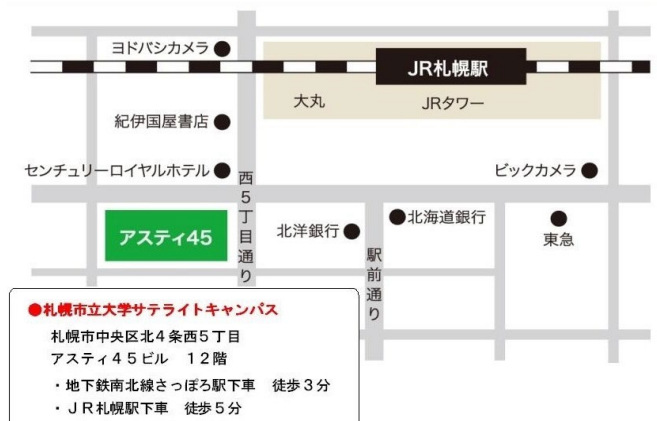 ヨドバシカメラ
JR札幌駅
大丸
JRタワー
紀伊国屋書店
センチュリーロイヤルホテル
ビックカメラ
西5丁目通り
アスティ45
北洋銀行
北海道銀行
東急
駅前通り
●札幌市立大学サテライトキャンパス
札幌市中央区北4条西5丁目
アスティ45ビル 12階
・地下鉄南北線さっぽろ駅下車 徒歩3分
・JR札幌駅下車 徒歩5分